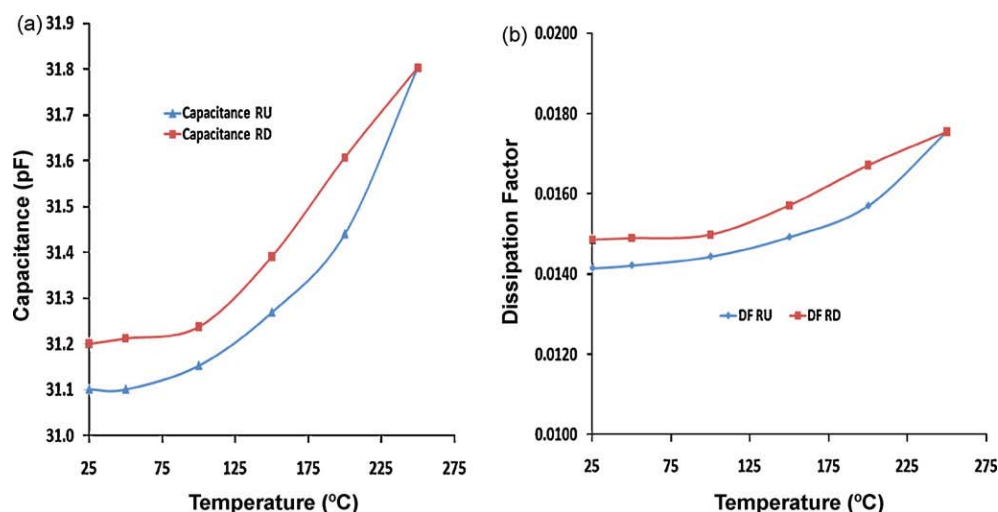 (a)
31.9
31.8
31.7
31.6
31.5
31.4
31.3
31.2
31.1
31.0
Capacitance (pF)
Capacitance RU
Capacitance RD
25 75 125 175 225 275
Temperature (ºC)
(b)
0.0200
0.0180
0.0160
0.0140
0.0120
0.0100
Dissipation Factor
DF RU DF RD
25 75 125 175 225 275
Temperature (ºC)